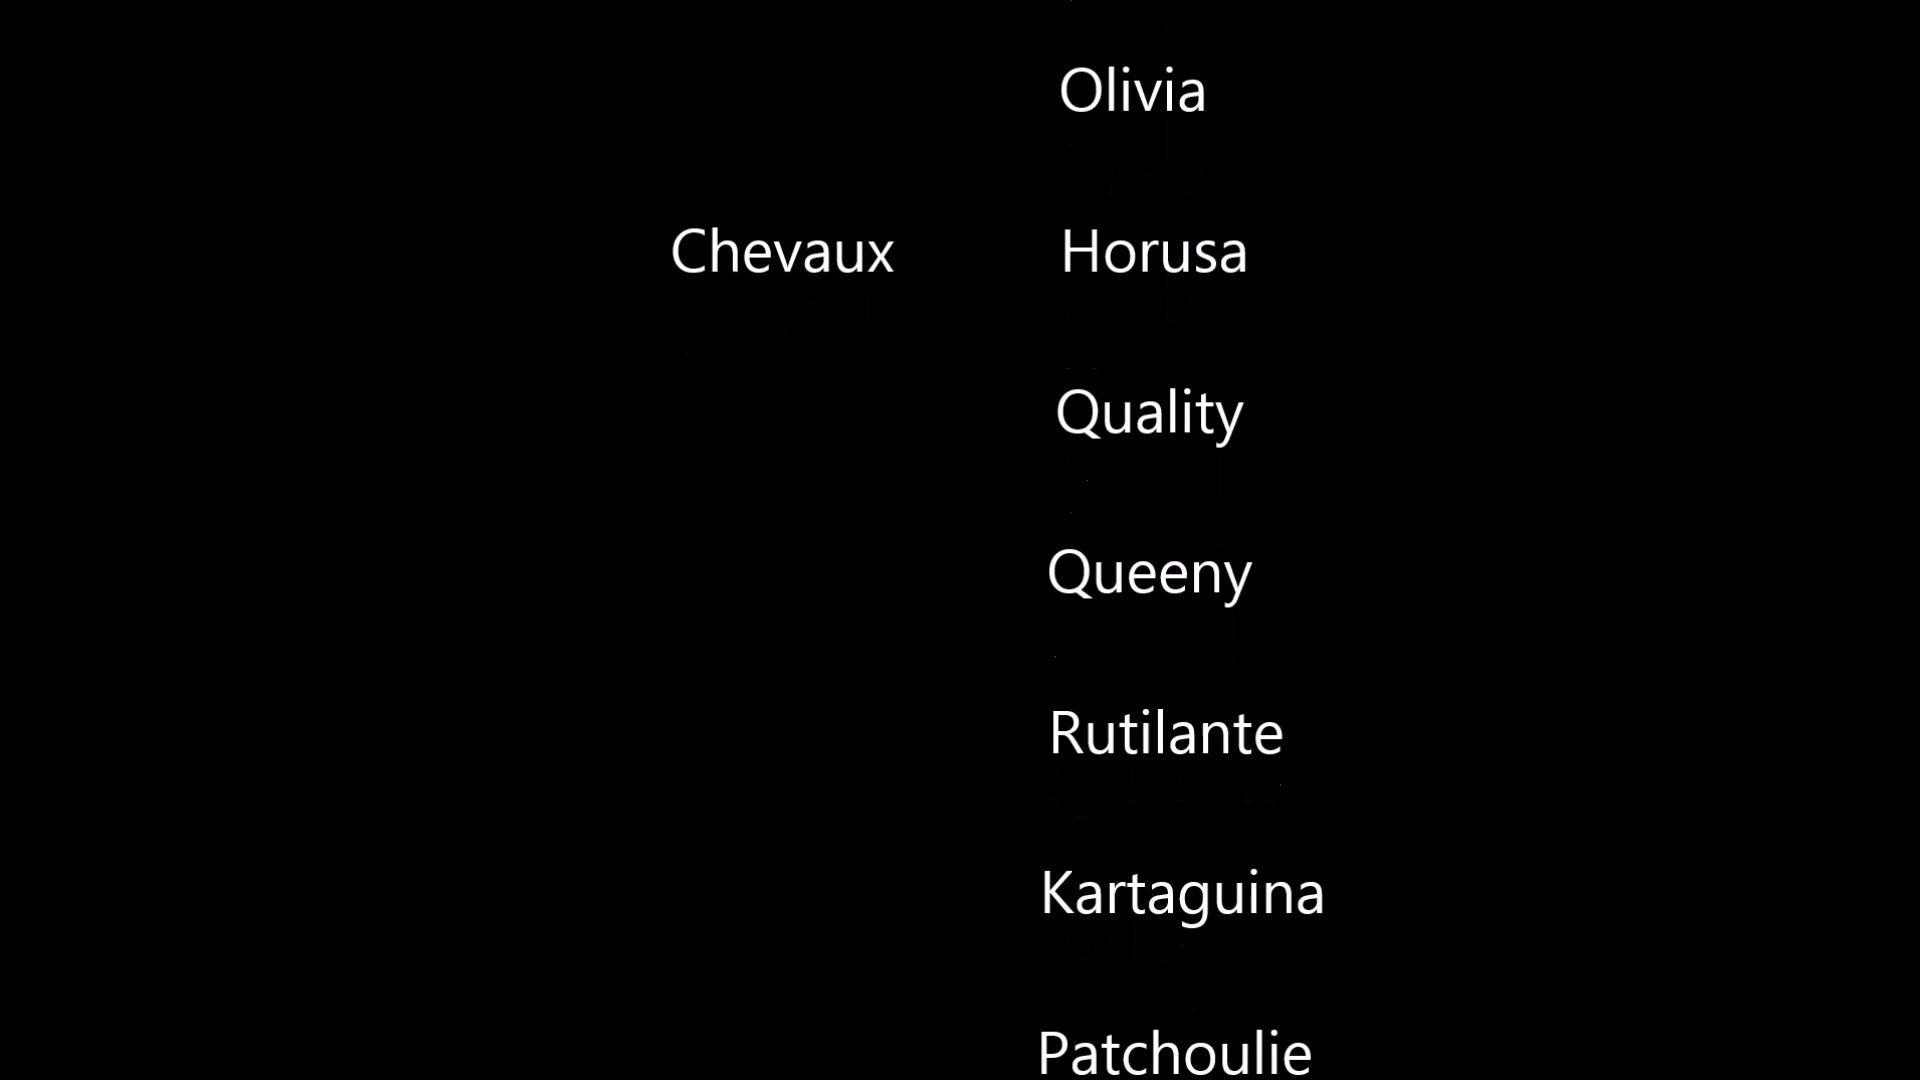 Olivia
Chevaux Horusa
Quality
Queeny
Rutilante
Kartaguina
Patchoulie